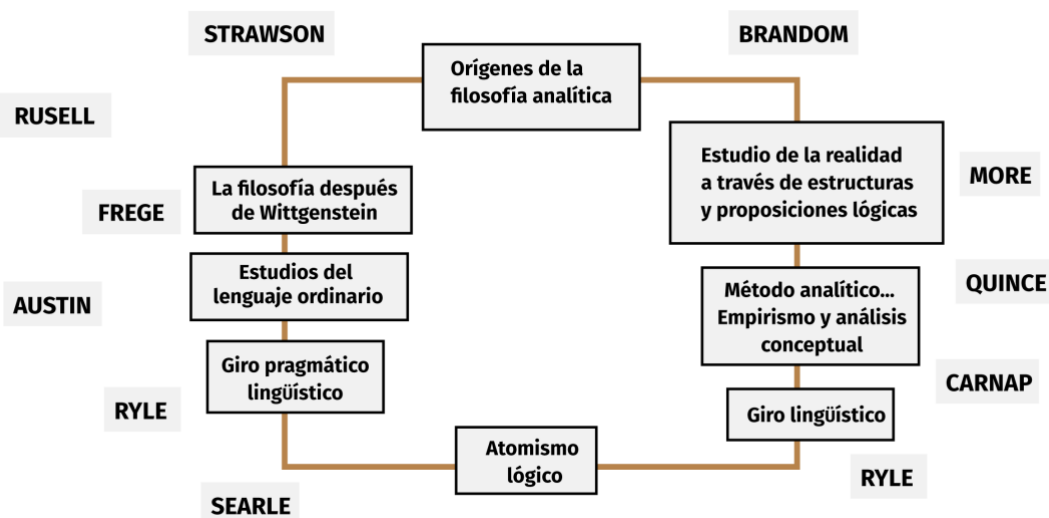 STRAWSON
BRANDOM
Orígenes de la
filosofía analítica
RUSELL
Estudio de la realidad
a través de estructuras
y proposiciones lógicas
MORE
La filosofía después
de Wittgenstein
FREGE
Estudios del
lenguaje ordinario
AUSTIN
Método analítico...
Empirismo y análisis
conceptual
QUINCE
Giro pragmático
lingüístico
CARNAP
RYLE
Giro lingüístico
Atomismo
lógico
RYLE
SEARLE